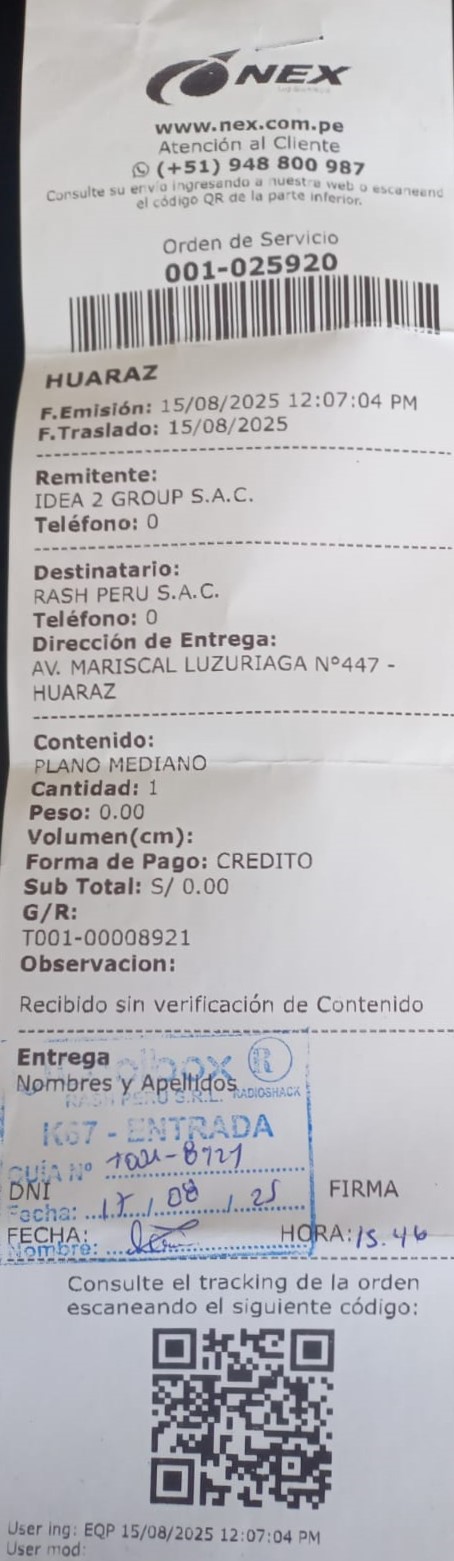 NEX
www.nex.com.pe
Atención al Cliente
(+51) 948 800 987
Consulte su envío ingresando a nuestra web o escaneand
el código QR de la parte inferior.
Orden de Servicio
001-025920
HUARAZ
F.Emisión: 15/08/2025 12:07:04 PM
F.Traslado: 15/08/2025
Remitente:
IDEA 2 GROUP S.A.C.
Teléfono: 0
Destinatario:
RASH PERU S.A.C.
Teléfono: 0
Dirección de Entrega:
AV. MARISCAL LUZURIAGA Nº447 -
HUARAZ
Contenido:
PLANO MEDIANO
Cantidad: 1
Peso: 0.00
Volumen(cm):
Forma de Pago: CREDITO
Sub Total: S/ 0.00
G/R:
T001-00008921
Observacion:
Recibido sin verificación de Contenido
Entrega
Nombres y Apellidos
RASH PERU S.R.L. RADIOSHACK
K67 - ENTRADA
GUÍA Nº T001-8921
DNI
FIRMA
Fecha: 17/08/25
FECHA:
HORA: 15.46
Nombre:
Consulte el tracking de la orden
escaneando el siguiente código:
User ing: EQP 15/08/2025 12:07:04 PM
User mod: